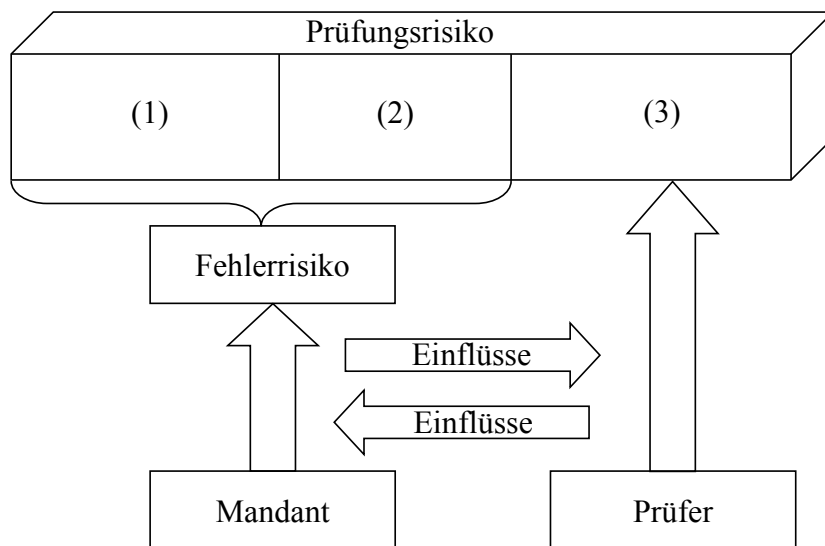 Prüfungsrisiko
(1)
(2)
(3)
Fehlerrisiko
Einflüsse
Einflüsse
Mandant
Prüfer